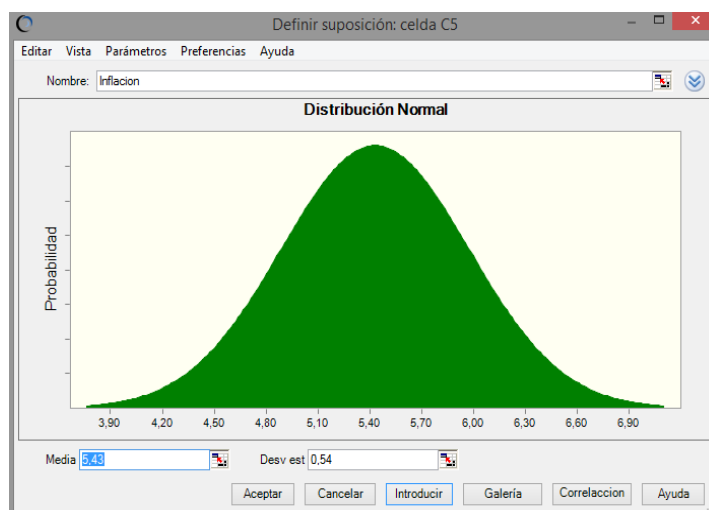 Definir suposición: celda C5
Editar Vista Parámetros Preferencias Ayuda
Nombre: Inflacion
Distribución Normal
Probabilidad
3,90 4,20 4,50 4,80 5,10 5,40 5,70 6,00 6,30 6,60 6,90
Media 5,43 Desv est 0,54
Aceptar Cancelar Introducir Galería Correlaccion Ayuda